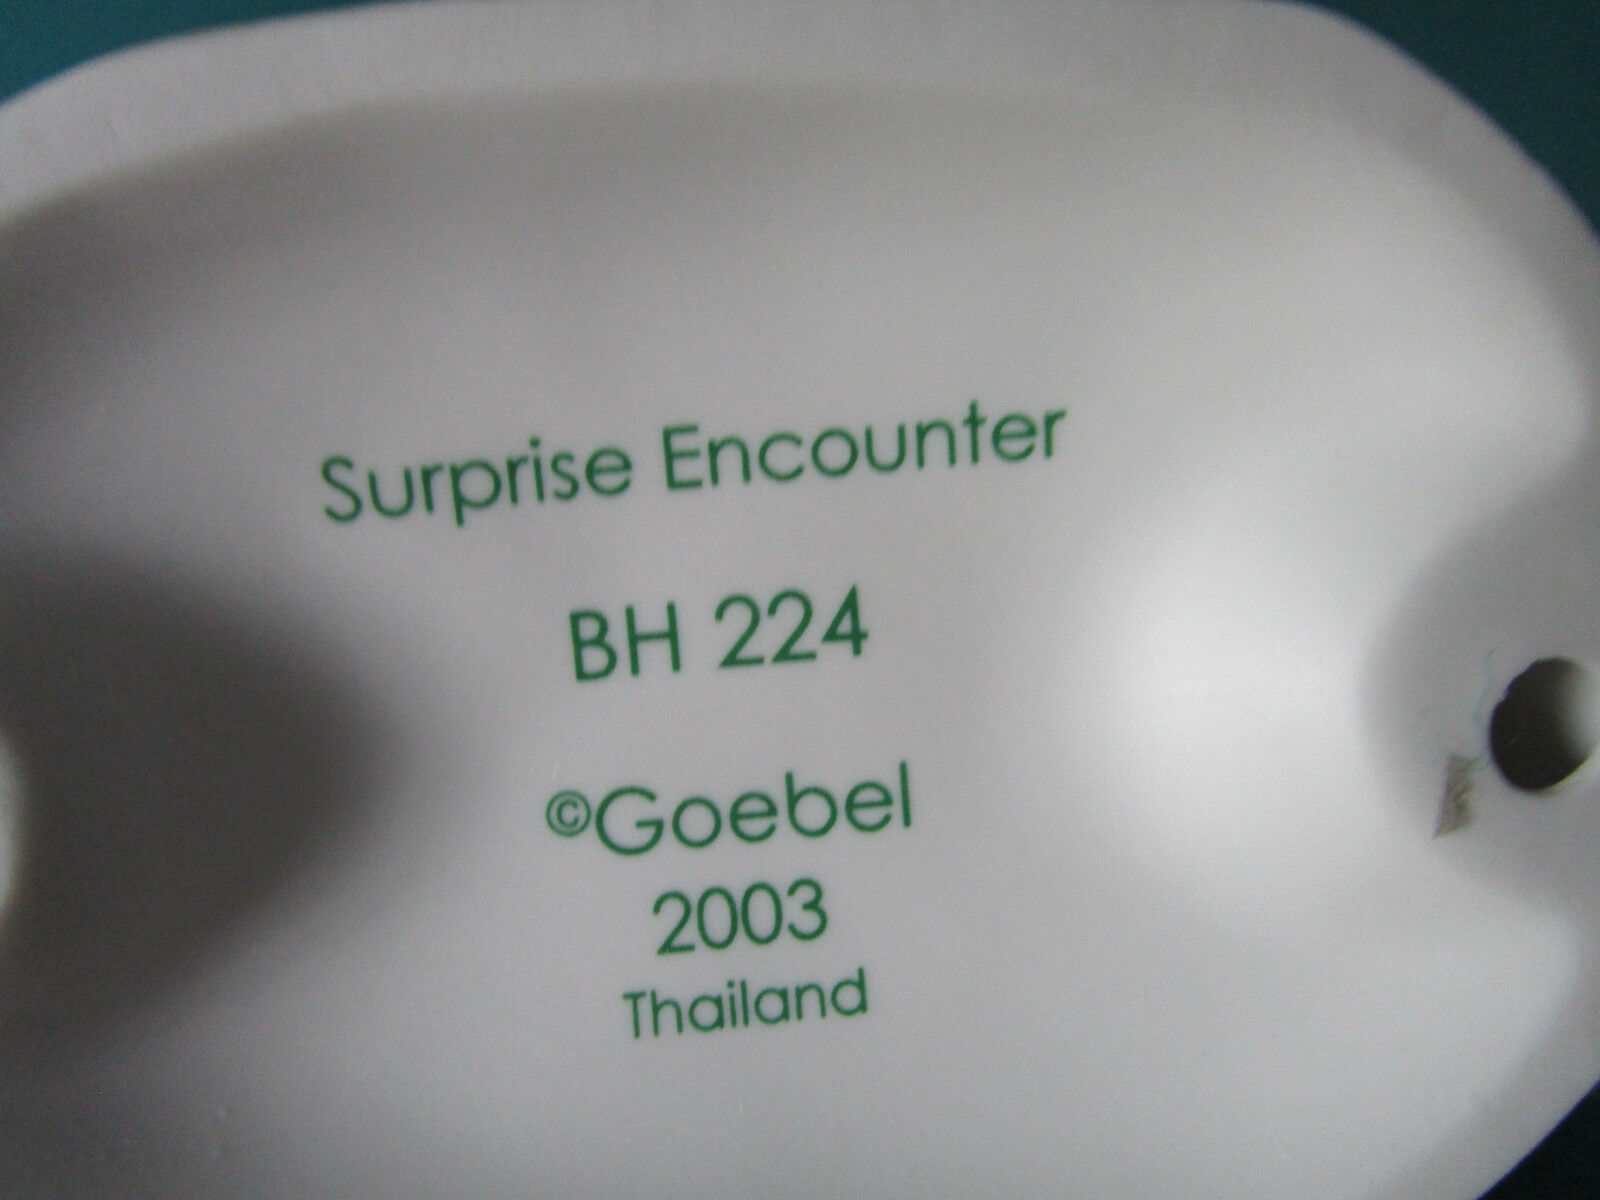 Surprise Encounter
BH 224
©Goebel
2003
Thailand